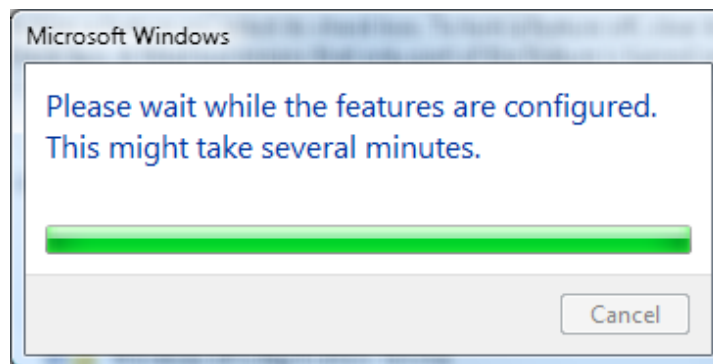 Microsoft Windows
Please wait while the features are configured.
This might take several minutes.
Cancel